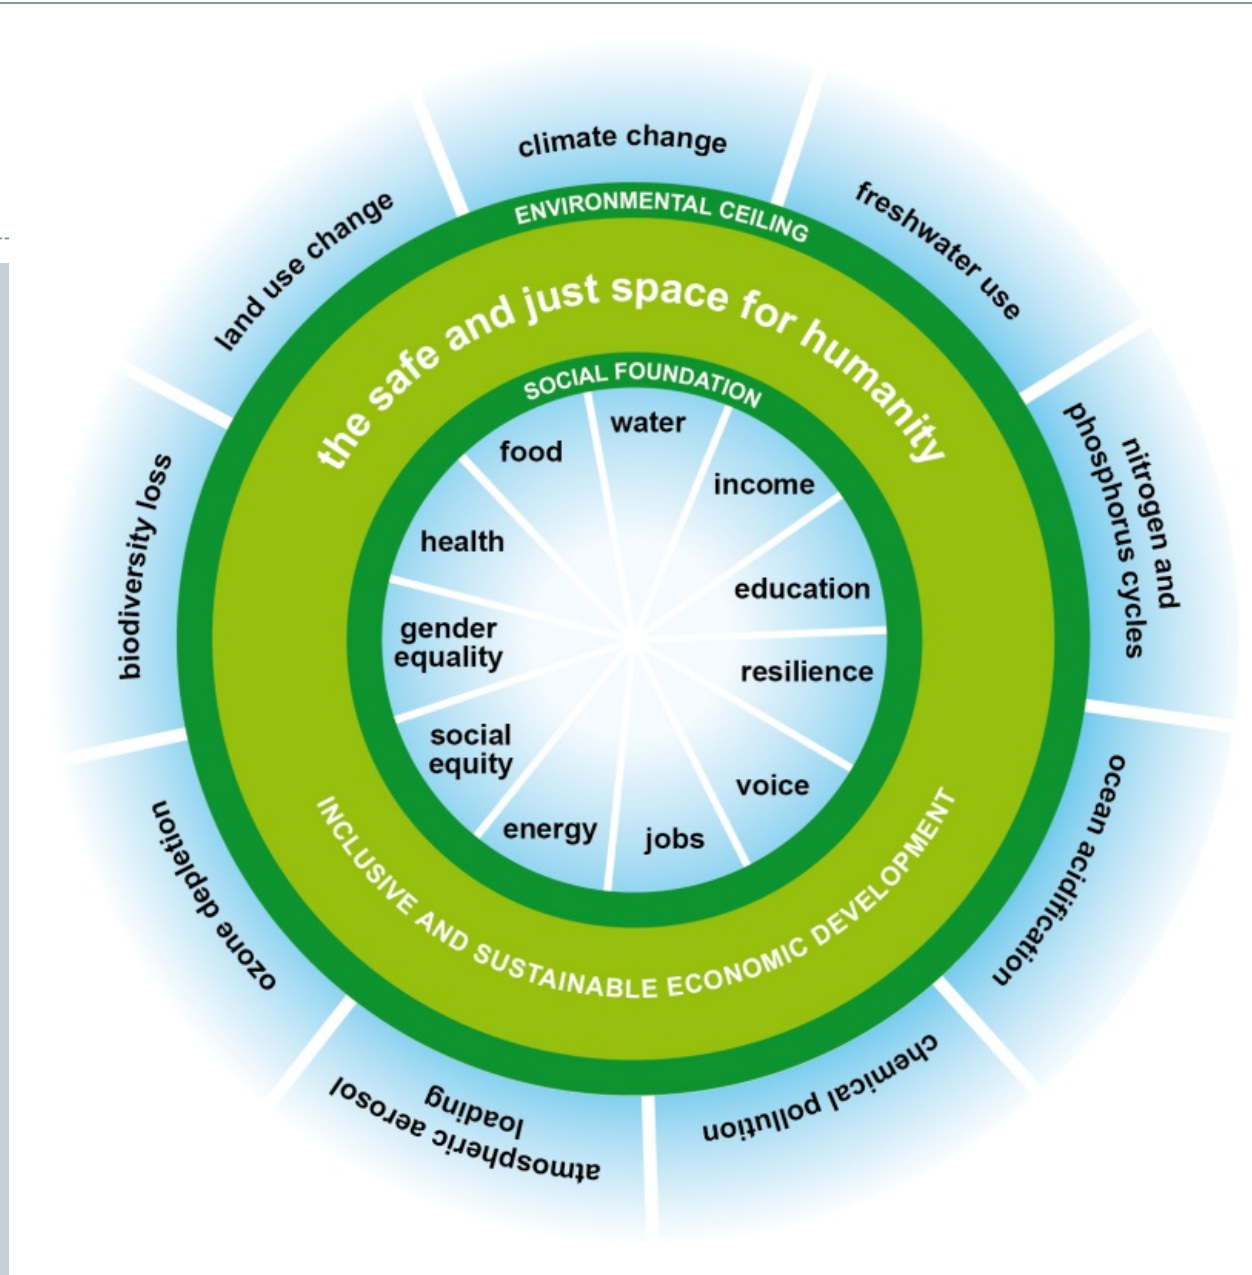 climate change
freshwater use
nitrogen and
phosphorus cycles
ocean acidification
chemical pollution
atmospheric aerosol
loading
ozone depletion
biodiversity loss
land use change
ENVIRONMENTAL CEILING
the safe and just space for humanity
SOCIAL FOUNDATION
water
income
education
resilience
voice
jobs
energy
social
equity
gender
equality
health
food
INCLUSIVE AND SUSTAINABLE ECONOMIC DEVELOPMENT